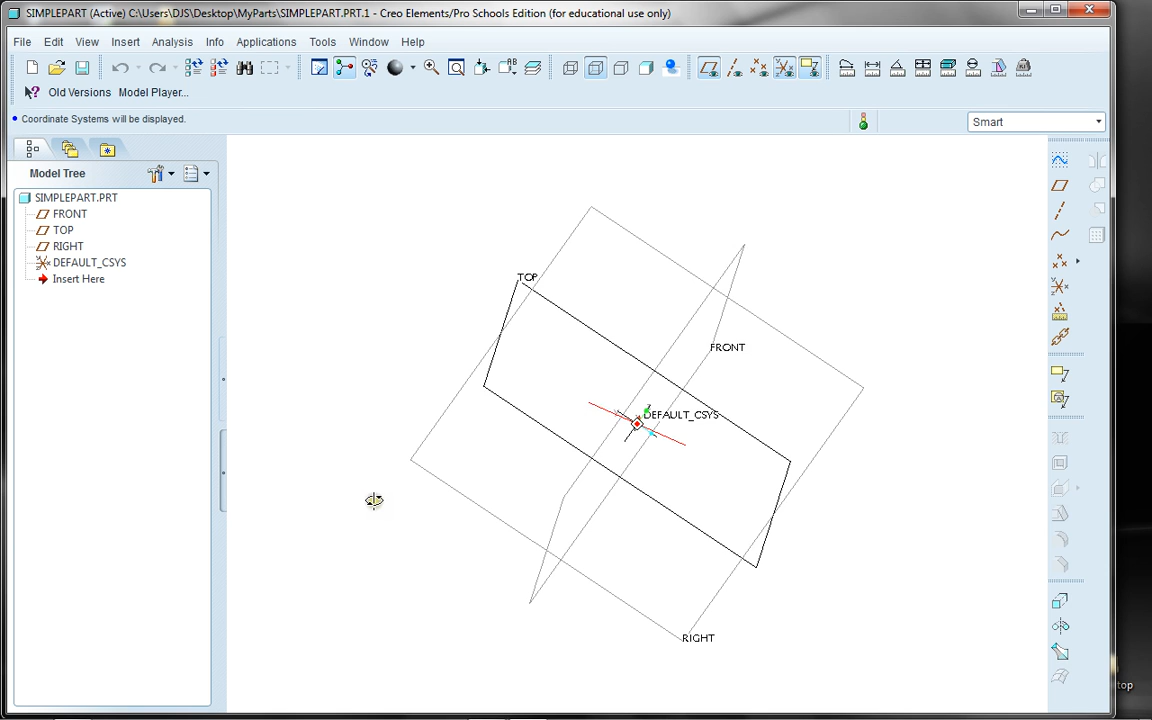 SIMPLEPART (Active) C:\Users\DJS\Desktop\MyParts\SIMPLEPART.PRT.1 - Creo Elements/Pro Schools Edition (for educational use only)
File Edit View Insert Analysis Info Applications Tools Window Help
Old Versions Model Player...
Coordinate Systems will be displayed.
Smart
Model Tree
SIMPLEPART.PRT
FRONT
TOP
RIGHT
DEFAULT_CSYS
Insert Here
TOP
FRONT
DEFAULT_CSYS
RIGHT
top